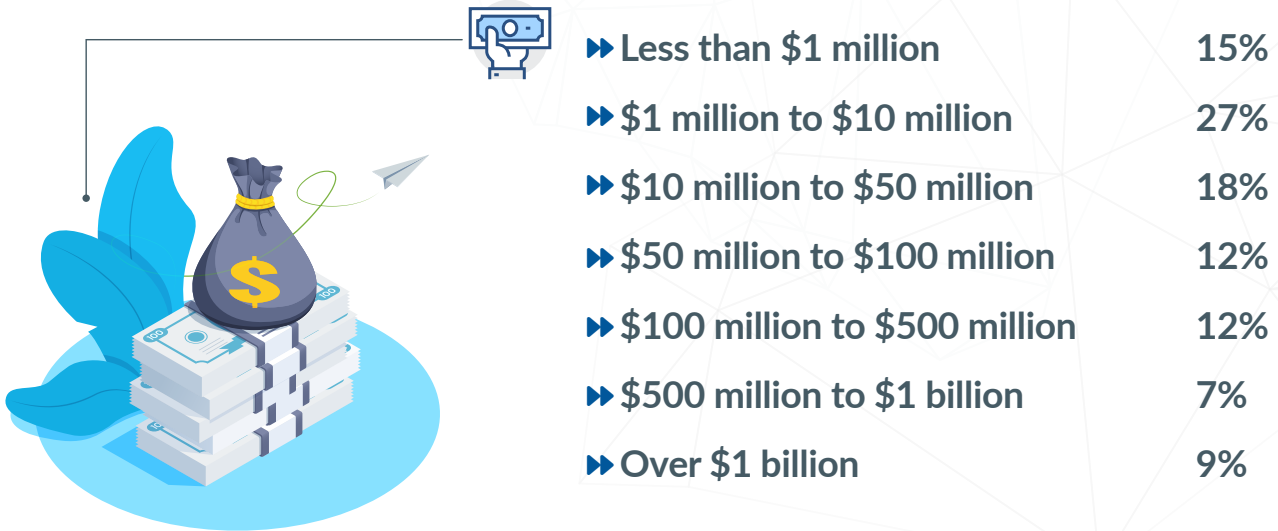 Less than $1 million 15%
$1 million to $10 million 27%
$10 million to $50 million 18%
$50 million to $100 million 12%
$100 million to $500 million 12%
$500 million to $1 billion 7%
Over $1 billion 9%
$
100
100